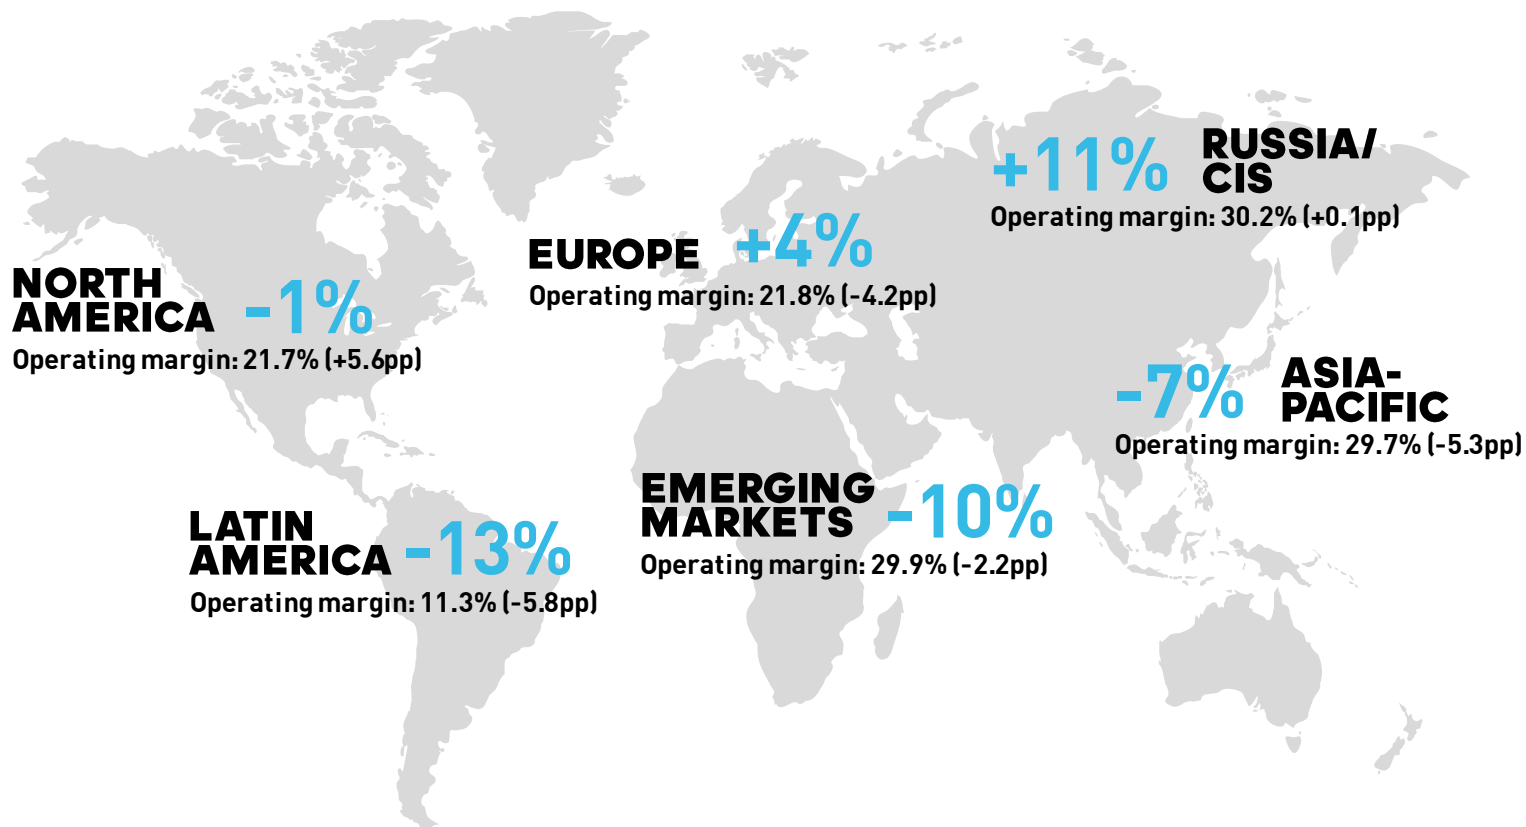 RUSSIA/
CIS
+11%
Operating margin: 30.2% (+0.1pp)
EUROPE +4%
Operating margin: 21.8% (-4.2pp)
NORTH
AMERICA -1%
Operating margin: 21.7% (+5.6pp)
-7% ASIA-
PACIFIC
Operating margin: 29.7% (-5.3pp)
EMERGING
MARKETS -10%
Operating margin: 29.9% (-2.2pp)
LATIN
AMERICA -13%
Operating margin: 11.3% (-5.8pp)